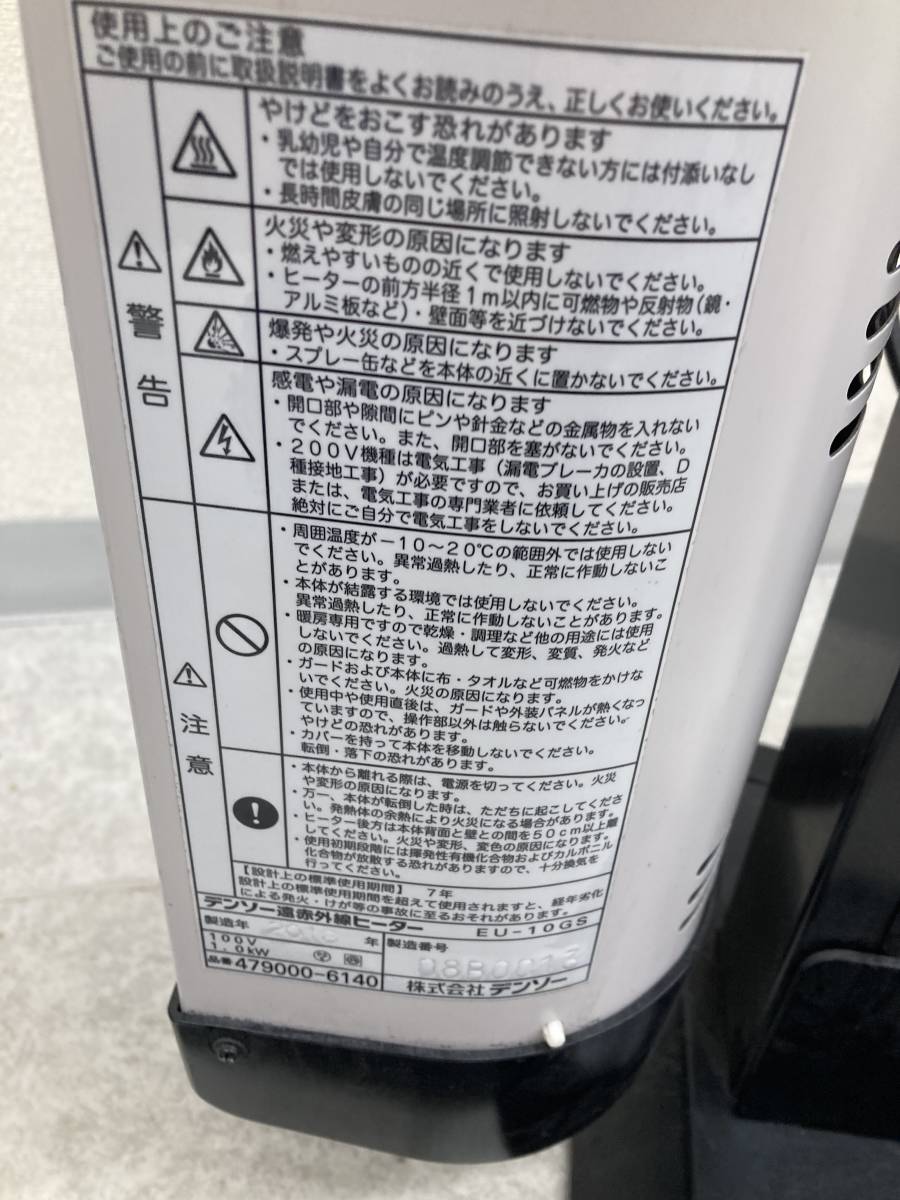 使用上のご注意
ご使用の前に取扱説明書をよくお読みのうえ、正しくお使いください。
警告
やけどをおこす恐れがあります
・乳幼児や自分で温度調節できない方には付添いなし
では使用しないでください。
・長時間皮膚の同じ場所に照射しないでください。
火災や変形の原因になります
・燃えやすいものの近くで使用しないでください。
・ヒーターの前方半径1m以内に可燃物や反射物(鏡・
アルミ板など)・壁面等を近づけないでください。
爆発や火災の原因になります
・スプレー缶などを本体の近くに置かないでください。
感電や漏電の原因になります
・開口部や隙間にピンや針金などの金属物を入れない
でください。また、開口部を塞がないでください。
・200V機種は電気工事(漏電ブレーカの設置、D
種接地工事)が必要ですので、お買い上げの販売店
または、電気工事の専門業者に依頼してください。
絶対にご自分で電気工事をしないでください。
注意
・周囲温度が−10〜20℃の範囲外では使用しない
でください。異常過熱したり、正常に作動しないこ
とがあります。
・本体が結露する環境では使用しないでください。
異常過熱したり、正常に作動しないことがあります。
・暖房専用ですので乾燥・調理など他の用途には使用
しないでください。過熱して変形、変質、発火など
の原因になります。
・ガードおよび本体に布・タオルなど可燃物をかけな
いでください。火災の原因になります。
・使用中や使用直後は、ガードや外装パネルが熱くなっ
ていますので、操作部以外は触らないでください。
やけどの恐れがあります。
・カバーを持って本体を移動しないでください。
転倒・落下の恐れがあります。
・本体から離れる際は、電源を切ってください。火災
や変形の原因になります。
・万一、本体が転倒した時は、ただちに起こしてくださ
い。発熱体の余熱により火災になる場合があります。
・ヒーター後方は本体背面と壁との間を50cm以上離
してください。火災や変形、変色の原因になります。
・使用初期段階には揮発性有機化合物およびカルボニル
化合物が放散する恐れがありますので、十分換気を
行ってください。
【設計上の標準使用期間】 7年
設計上の標準使用期間を超えて使用されますと、経年劣化
による発火・けが等の事故に至るおそれがあります。
デンソー遠赤外線ヒーター EU-10GS
製造年 年 製造番号
100V
1.0kW
品番 479000-6140 株式会社 デンソー